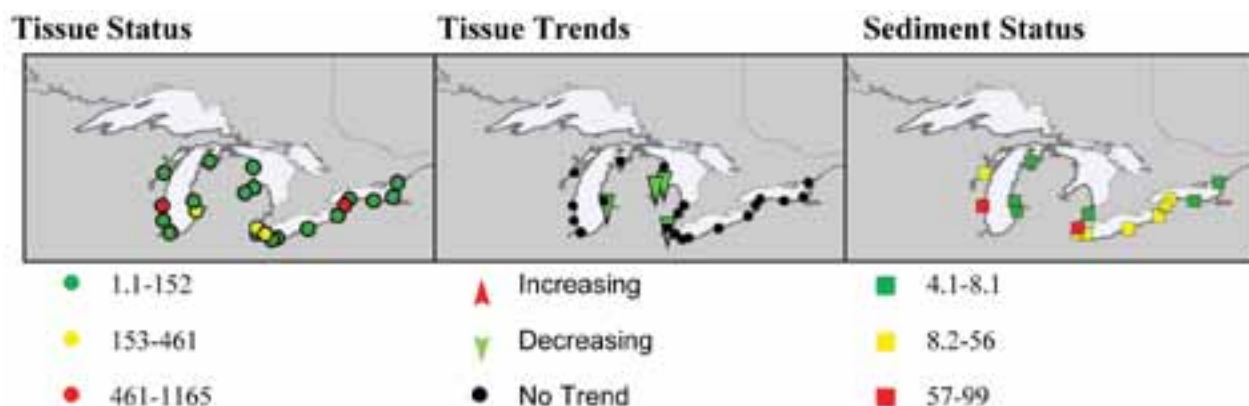 Tissue Status Tissue Trends Sediment Status
1.1-152 Increasing 4.1-8.1
153-461 Decreasing 8.2-56
461-1165 No Trend 57-99